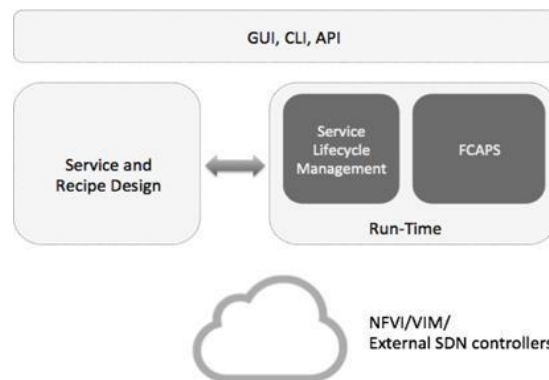 GUI, CLI, API
Service and
Recipe Design
Service
Lifecycle
Management
FCAPS
Run-Time
NFVI/VIM/
External SDN controllers